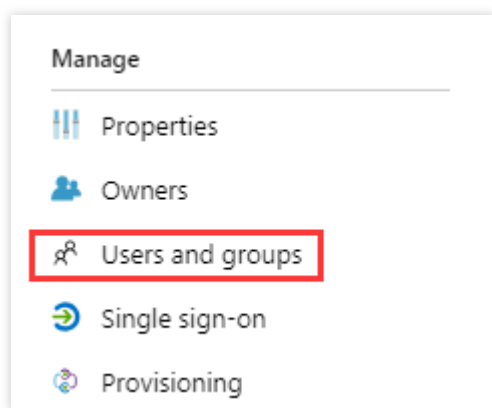 Manage
Properties
Owners
Users and groups
Single sign-on
Provisioning